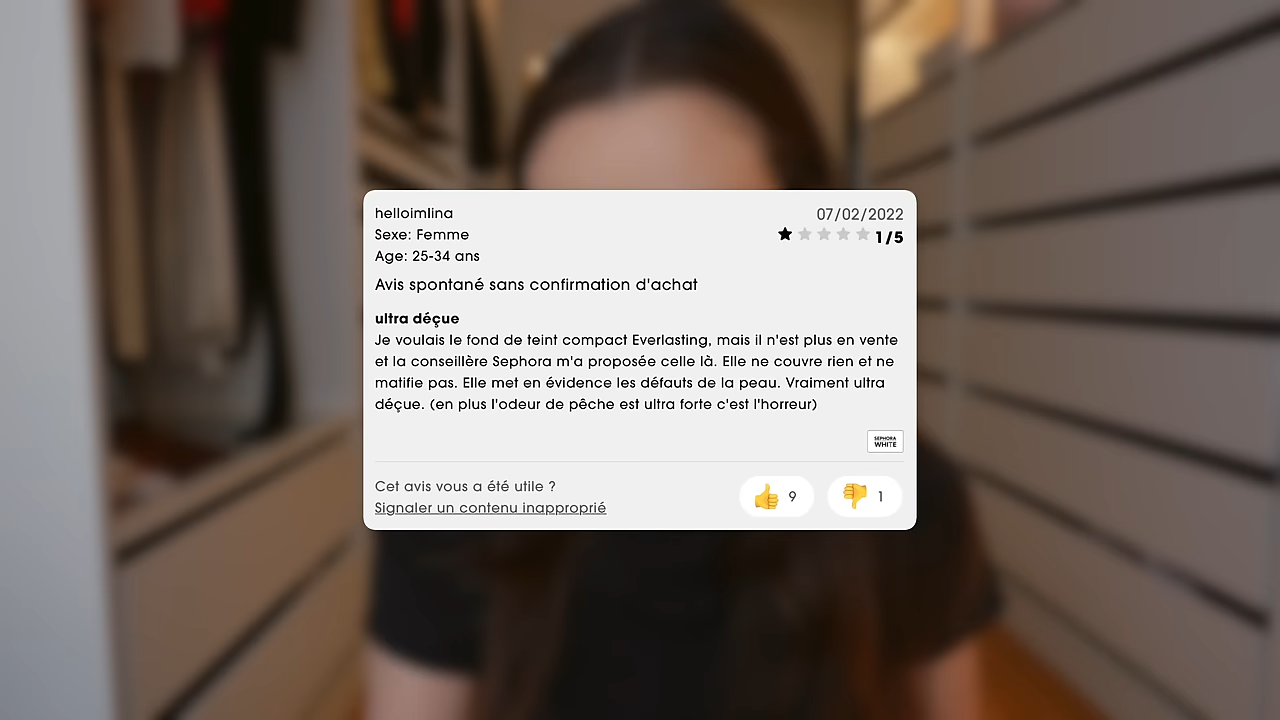 helloimlina
07/02/2022
Sexe: Femme
1/5
Age: 25-34 ans
Avis spontané sans confirmation d'achat
ultra déçue
Je voulais le fond de teint compact Everlasting, mais il n'est plus en vente
et la conseillère Sephora m'a proposée celle là. Elle ne couvre rien et ne
matifie pas. Elle met en évidence les défauts de la peau. Vraiment ultra
déçue. (en plus l'odeur de pêche est ultra forte c'est l'horreur)
SEPHORA
WHITE
Cet avis vous a été utile ?
9
1
Signaler un contenu inapproprié